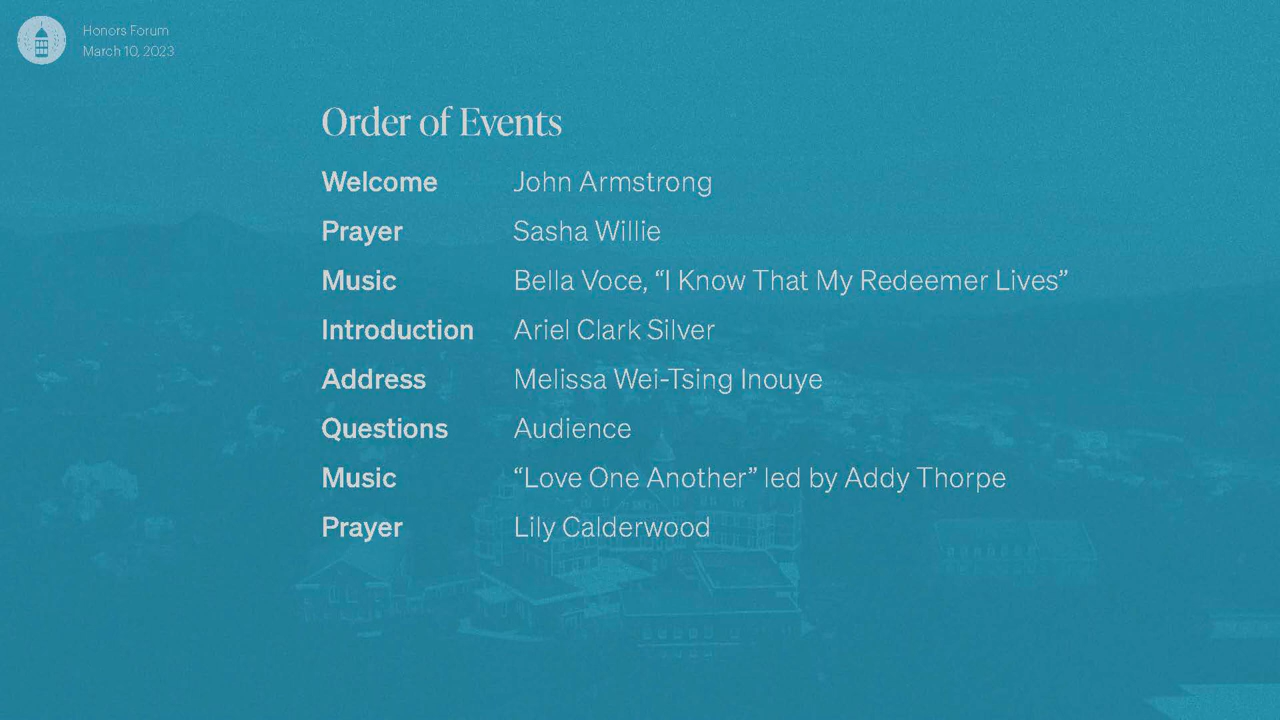 Honors Forum
March 10, 2023
Order of Events
Welcome John Armstrong
Prayer Sasha Willie
Music Bella Voce, “I Know That My Redeemer Lives”
Introduction Ariel Clark Silver
Address Melissa Wei-Tsing Inouye
Questions Audience
Music “Love One Another” led by Addy Thorpe
Prayer Lily Calderwood